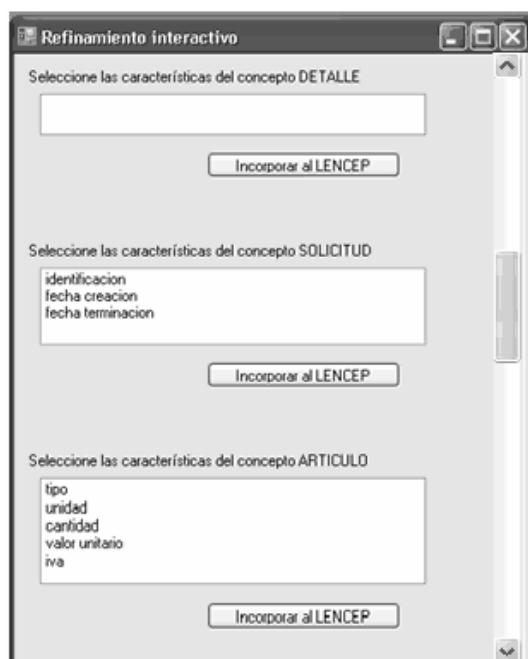 Refinamiento interactivo
Seleccione las características del concepto DETALLE
Incorporar al LENCEP
Seleccione las características del concepto SOLICITUD
identificacion
fecha creacion
fecha terminacion
Incorporar al LENCEP
Seleccione las características del concepto ARTICULO
tipo
unidad
cantidad
valor unitario
iva
Incorporar al LENCEP